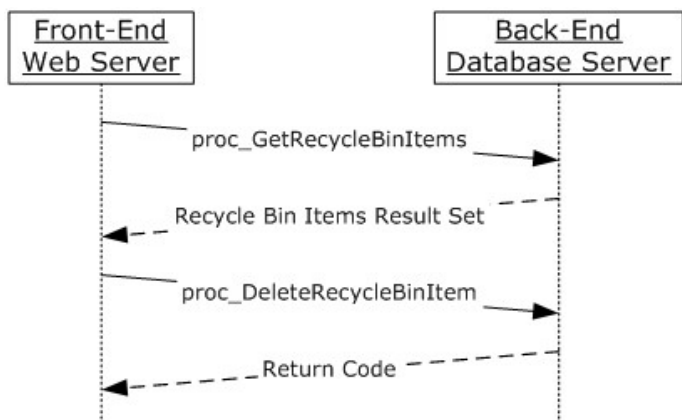 Front-End
Web Server
Back-End
Database Server
proc_GetRecycleBinItems
Recycle Bin Items Result Set
proc_DeleteRecycleBinItem
Return Code